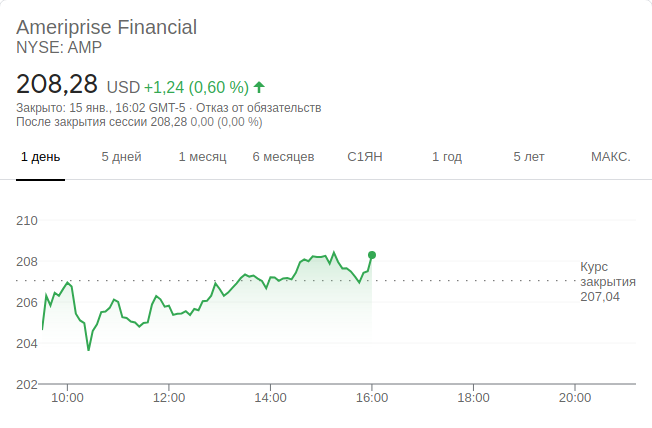 Ameriprise Financial
NYSE: AMP
208,28 USD +1,24 (0,60 %)
Закрыто: 15 янв., 16:02 GMT-5 · Отказ от обязательств
После закрытия сессии 208,28 0,00 (0,00 %)
1 день 5 дней 1 месяц 6 месяцев С1ЯН 1 год 5 лет МАКС.
210
208
Курс
закрытия
207,04
206
204
202
10:00 12:00 14:00 16:00 18:00 20:00